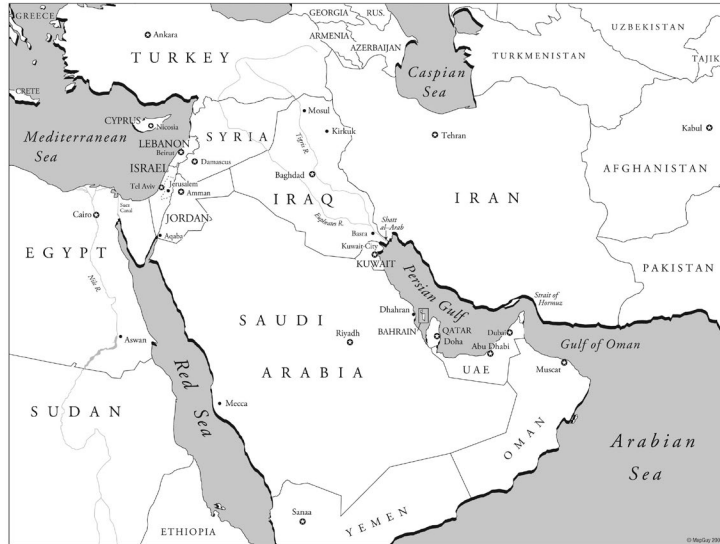 GREECE
Ankara
GEORGIA
RUS.
UZBEKISTAN
ARMENIA
AZERBAIJAN
TURKMENISTAN
TAJIK
TURKEY
Caspian
Sea
CRETE
CYPRUS
Nicosia
Mosul
Kirkuk
Tehran
Kabul
Mediterranean
Sea
LEBANON
Beirut
SYRIA
Tigris R.
Damascus
ISRAEL
Baghdad
AFGHANISTAN
Tel Aviv
Jerusalem
Amman
IRAQ
IRAN
Suez
Canal
Cairo
JORDAN
Euphrates R.
Shatt
al-Arab
Aqaba
Basra
Kuwait City
KUWAIT
EGYPT
PAKISTAN
Nile R.
Persian Gulf
Strait of
Hormuz
Dhahran
SAUDI
Riyadh
BAHRAIN
QATAR
Doha
Dubai
Abu Dhabi
Gulf of Oman
Aswan
UAE
Muscat
ARABIA
Red Sea
Mecca
SUDAN
OMAN
Arabian
Sea
Sanaa
YEMEN
ETHIOPIA